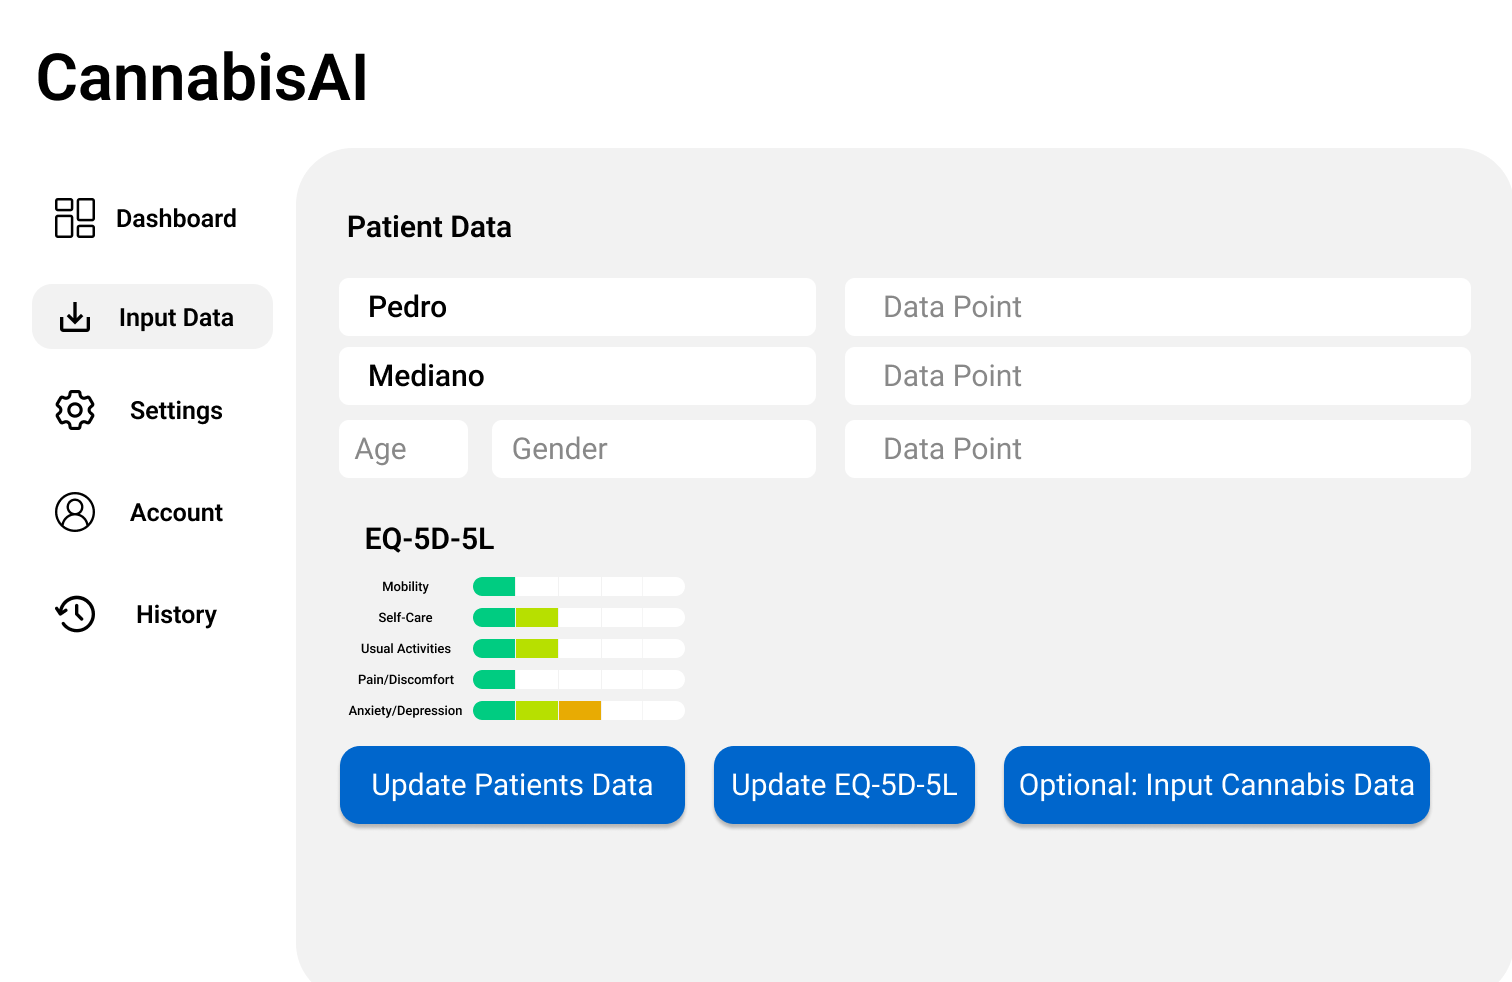 CannabisAI
Dashboard
Input Data
Settings
Account
History
Patient Data
Pedro
Data Point
Mediano
Data Point
Age
Gender
Data Point
EQ-5D-5L
Mobility
Self-Care
Usual Activities
Pain/Discomfort
Anxiety/Depression
Update Patients Data
Update EQ-5D-5L
Optional: Input Cannabis Data